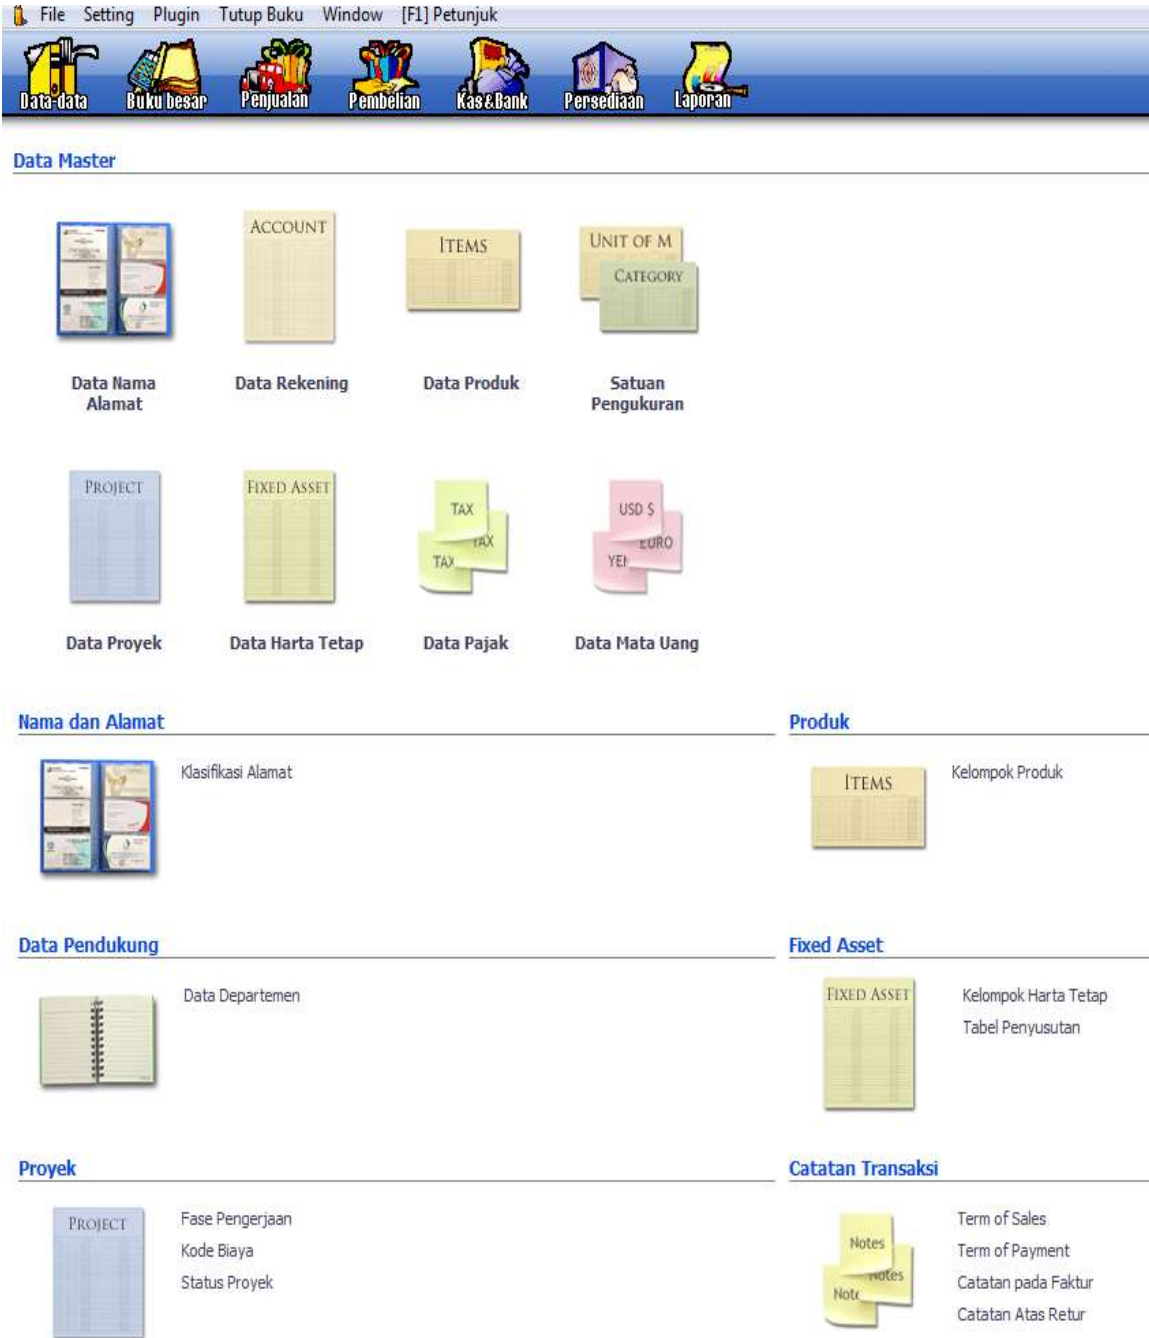 File Setting Plugin Tutup Buku Window [F1] Petunjuk
Data-data Buku besar Penjualan Pembelian Kas&Bank Persediaan Laporan
Data Master
ACCOUNT
ITEMS
UNIT OF M
CATEGORY
Data Nama Alamat
Data Rekening
Data Produk
Satuan Pengukuran
PROJECT
FIXED ASSET
TAX
TAX
TAX
USD $
EURO
YEN
Data Proyek
Data Harta Tetap
Data Pajak
Data Mata Uang
Nama dan Alamat
Klasifikasi Alamat
Produk
ITEMS
Kelompok Produk
Data Pendukung
Data Departemen
Fixed Asset
FIXED ASSET
Kelompok Harta Tetap
Tabel Penyusutan
Proyek
PROJECT
Fase Pengerjaan
Kode Biaya
Status Proyek
Catatan Transaksi
Notes
Notes
Note
Term of Sales
Term of Payment
Catatan pada Faktur
Catatan Atas Retur